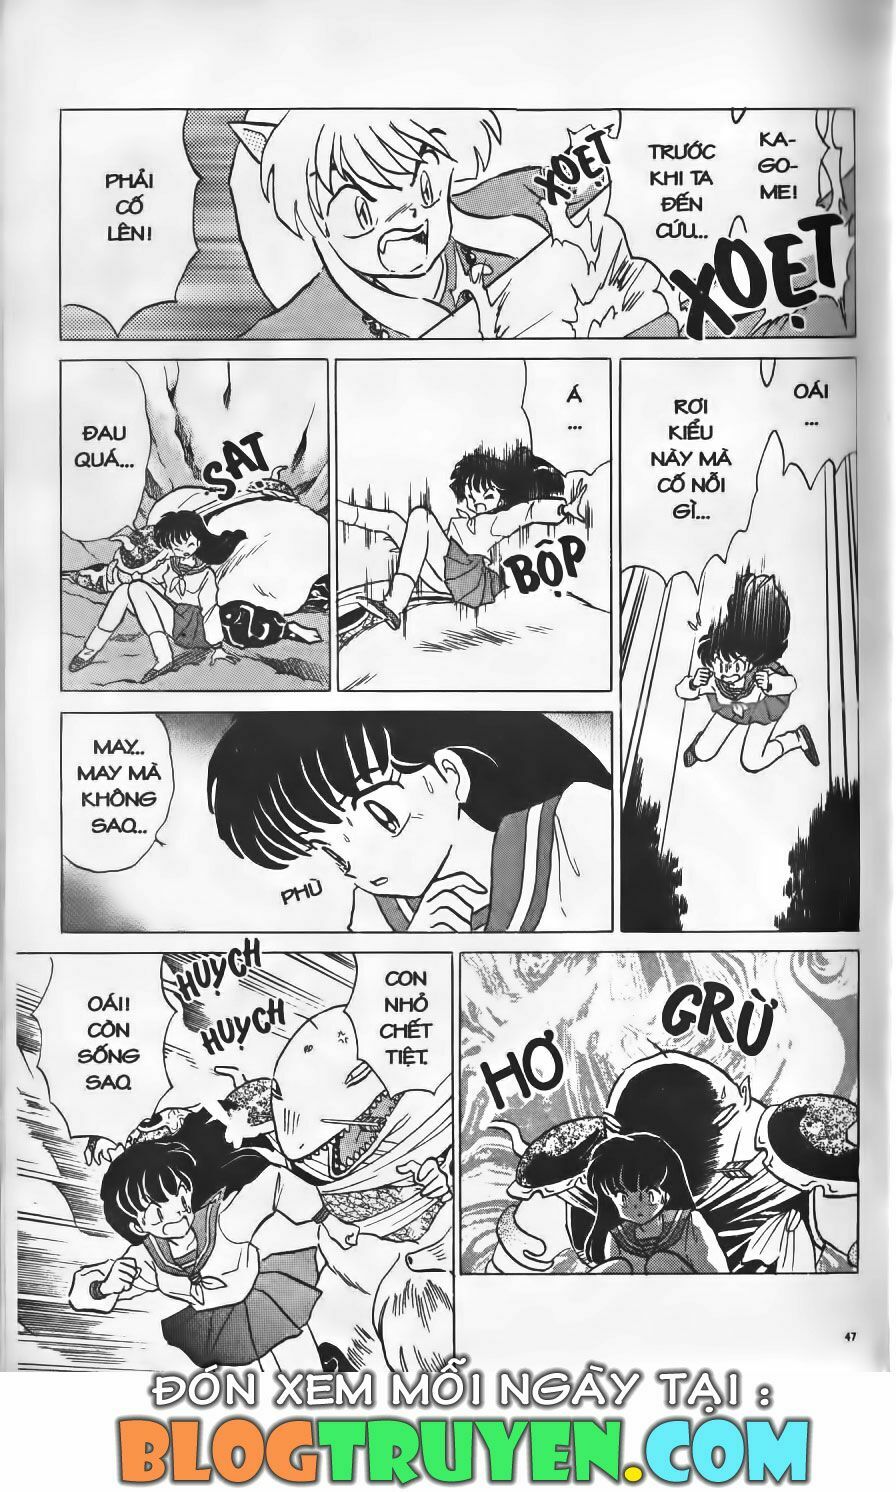 KA-
GO-
ME!
TRƯỚC
KHI TA
ĐẾN
CỨU...
XOẸT
XOẸT
PHẢI
CỐ
LÊN!
OÁI
...
RƠI
KIỂU
NÀY MÀ
CỐ NỖI
GÌ...
Á
...
BỘP
SẠT
ĐAU
QUÁ...
MAY...
MAY MÀ
KHÔNG
SAO...
PHÙ
GRỪ
HƠ
CON
NHỎ
CHẾT
TIỆT.
HUỴCH
HUỴCH
OÁI!
CÒN
SỐNG
SAO.
47
ĐÓN XEM MỖI NGÀY TẠI :
BLOGTRUYEN.COM